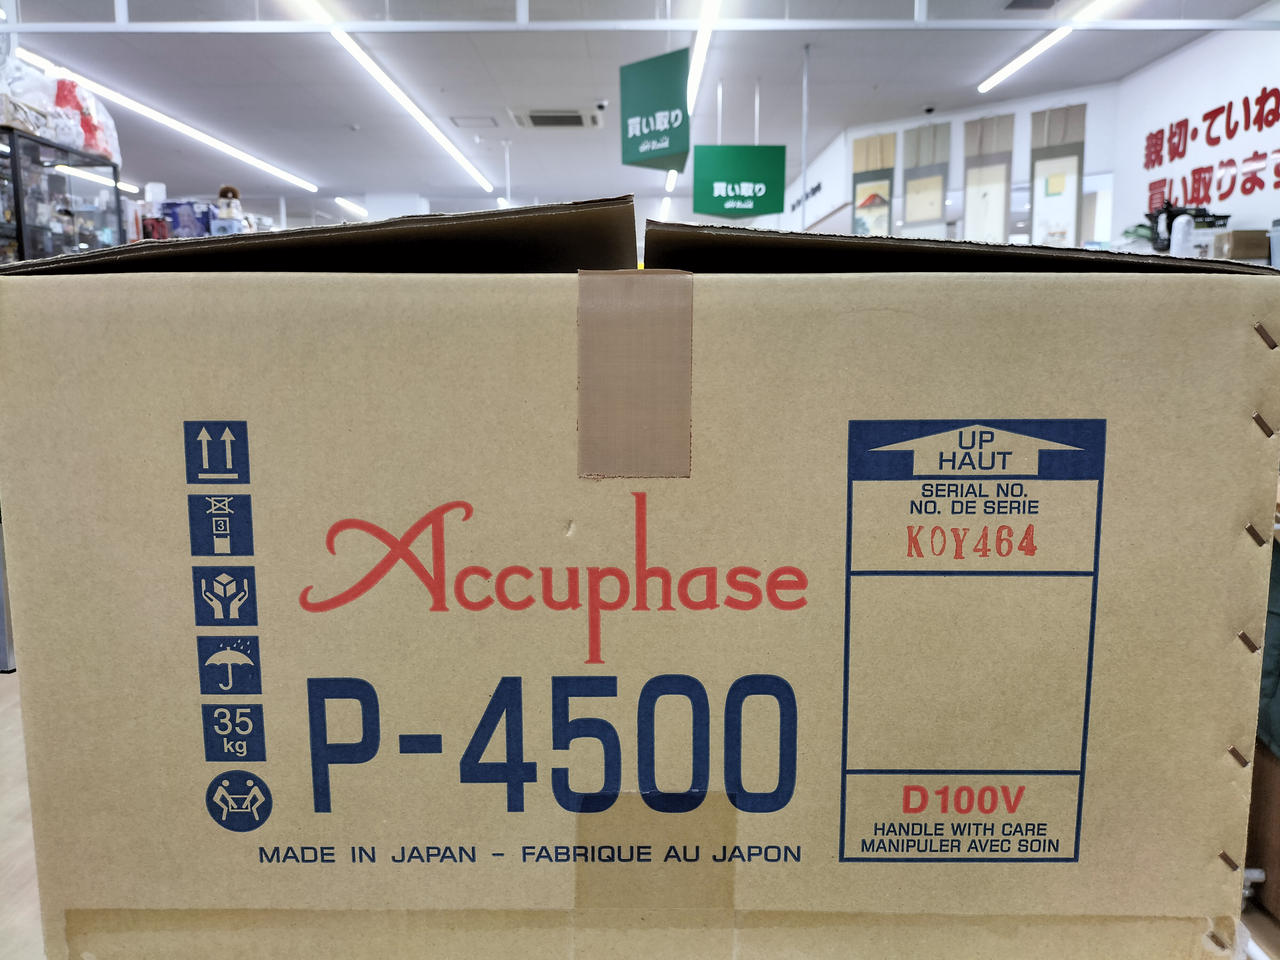 買い取り
買い取り
親切・ていね
買い取ります
UP
HAUT
SERIAL NO.
NO. DE SERIE
KOY464
3
Accuphase
35
kg
P-4500
D100V
HANDLE WITH CARE
MANIPULER AVEC SOIN
MADE IN JAPAN - FABRIQUE AU JAPON